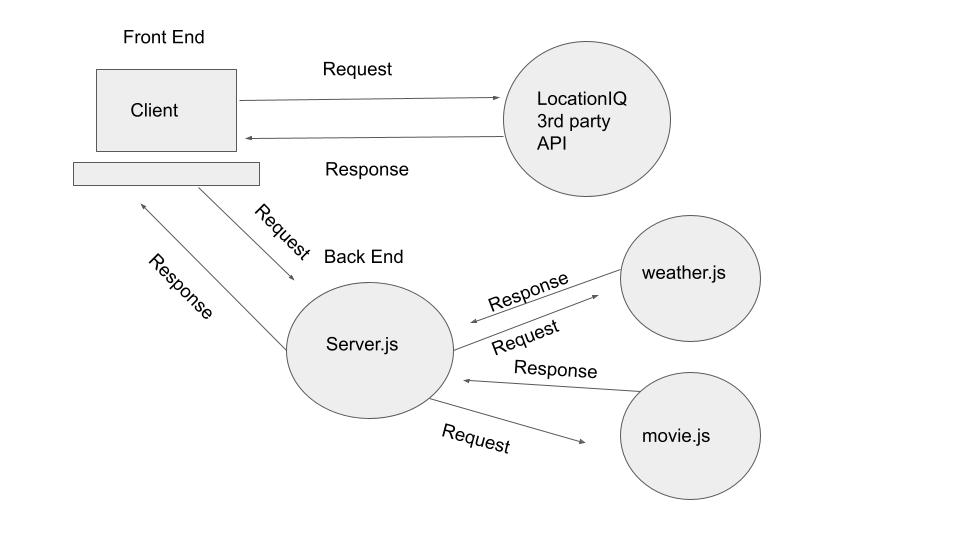 Front End
Request
Client
LocationIQ
3rd party
API
Response
Request
Back End
Response
weather.js
Response
Request
Server.js
Response
movie.js
Request